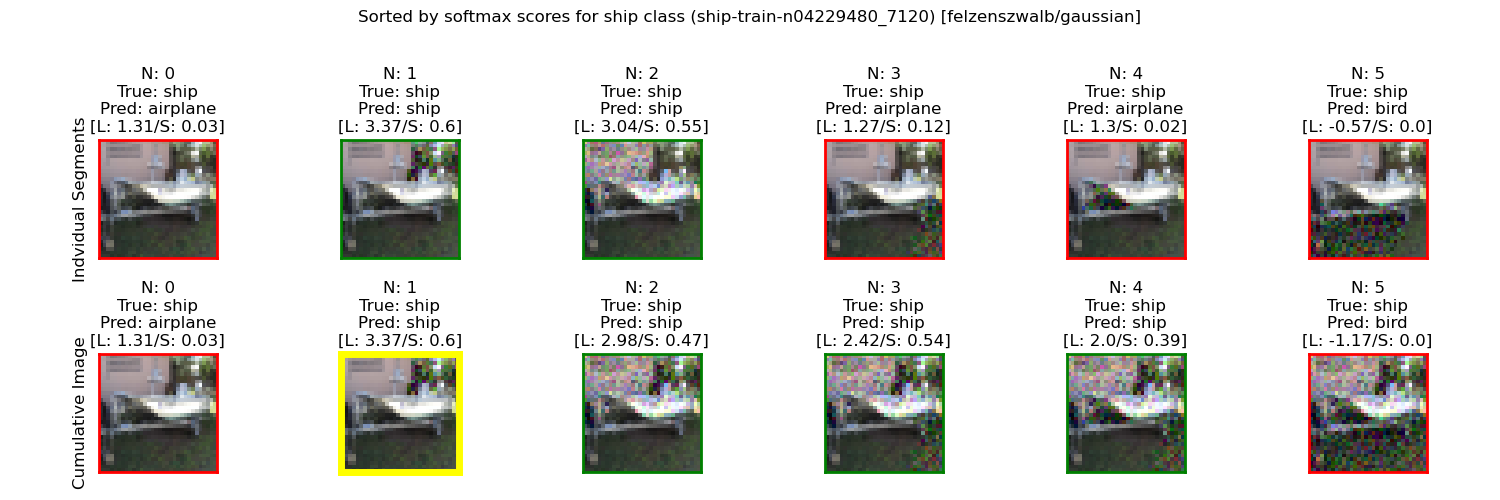 Sorted by softmax scores for ship class (ship-train-n04229480_7120) [felzenszwalb/gaussian]
Indvidual Segments
N: 0
True: ship
Pred: airplane
[L: 1.31/S: 0.03]
N: 1
True: ship
Pred: ship
[L: 3.37/S: 0.6]
N: 2
True: ship
Pred: ship
[L: 3.04/S: 0.55]
N: 3
True: ship
Pred: airplane
[L: 1.27/S: 0.12]
N: 4
True: ship
Pred: airplane
[L: 1.3/S: 0.02]
N: 5
True: ship
Pred: bird
[L: -0.57/S: 0.0]
Cumulative Image
N: 0
True: ship
Pred: airplane
[L: 1.31/S: 0.03]
N: 1
True: ship
Pred: ship
[L: 3.37/S: 0.6]
N: 2
True: ship
Pred: ship
[L: 2.98/S: 0.47]
N: 3
True: ship
Pred: ship
[L: 2.42/S: 0.54]
N: 4
True: ship
Pred: ship
[L: 2.0/S: 0.39]
N: 5
True: ship
Pred: bird
[L: -1.17/S: 0.0]